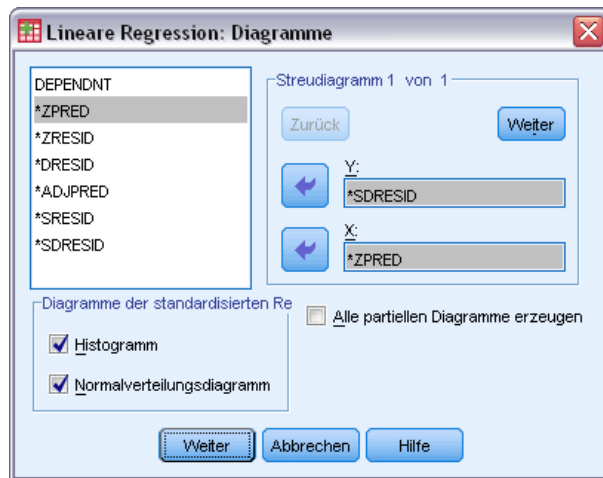 Lineare Regression: Diagramme
DEPENDNT
*ZPRED
*ZRESID
*DRESID
*ADJPRED
*SRESID
*SDRESID
Streudiagramm 1 von 1
Zurück
Weiter
Y:
*SDRESID
X:
*ZPRED
Diagramme der standardisierten Re
Histogramm
Normalverteilungsdiagramm
Alle partiellen Diagramme erzeugen
Weiter
Abbrechen
Hilfe